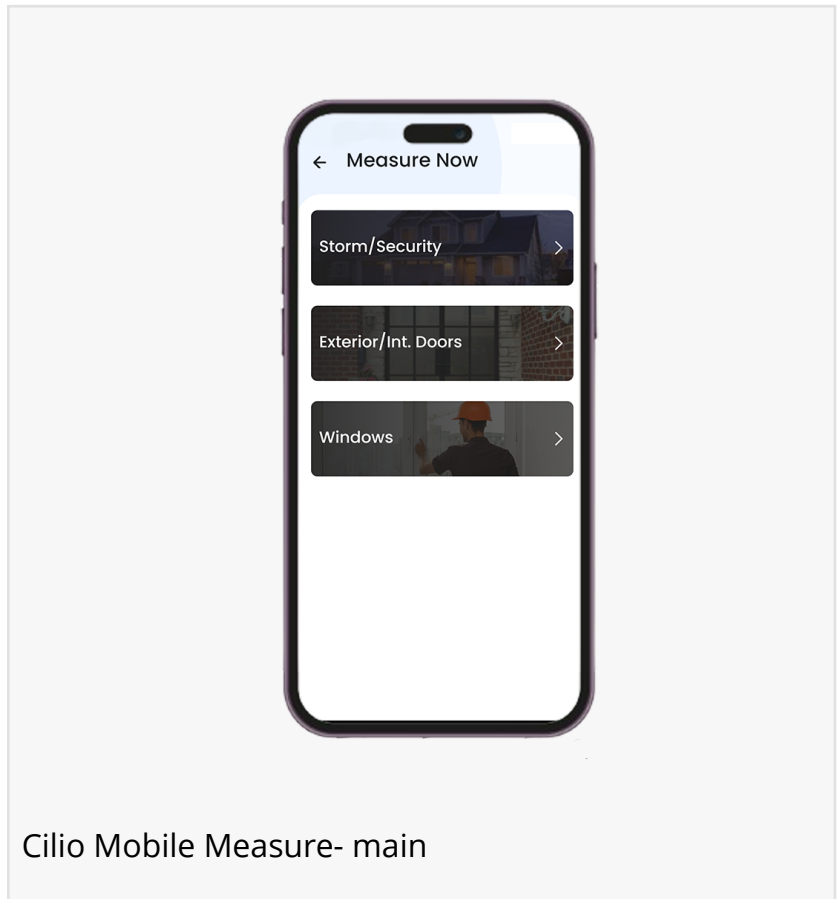 Measure Now
Storm/Security
Exterior/Int. Doors
Windows
Cilio Mobile Measure- main